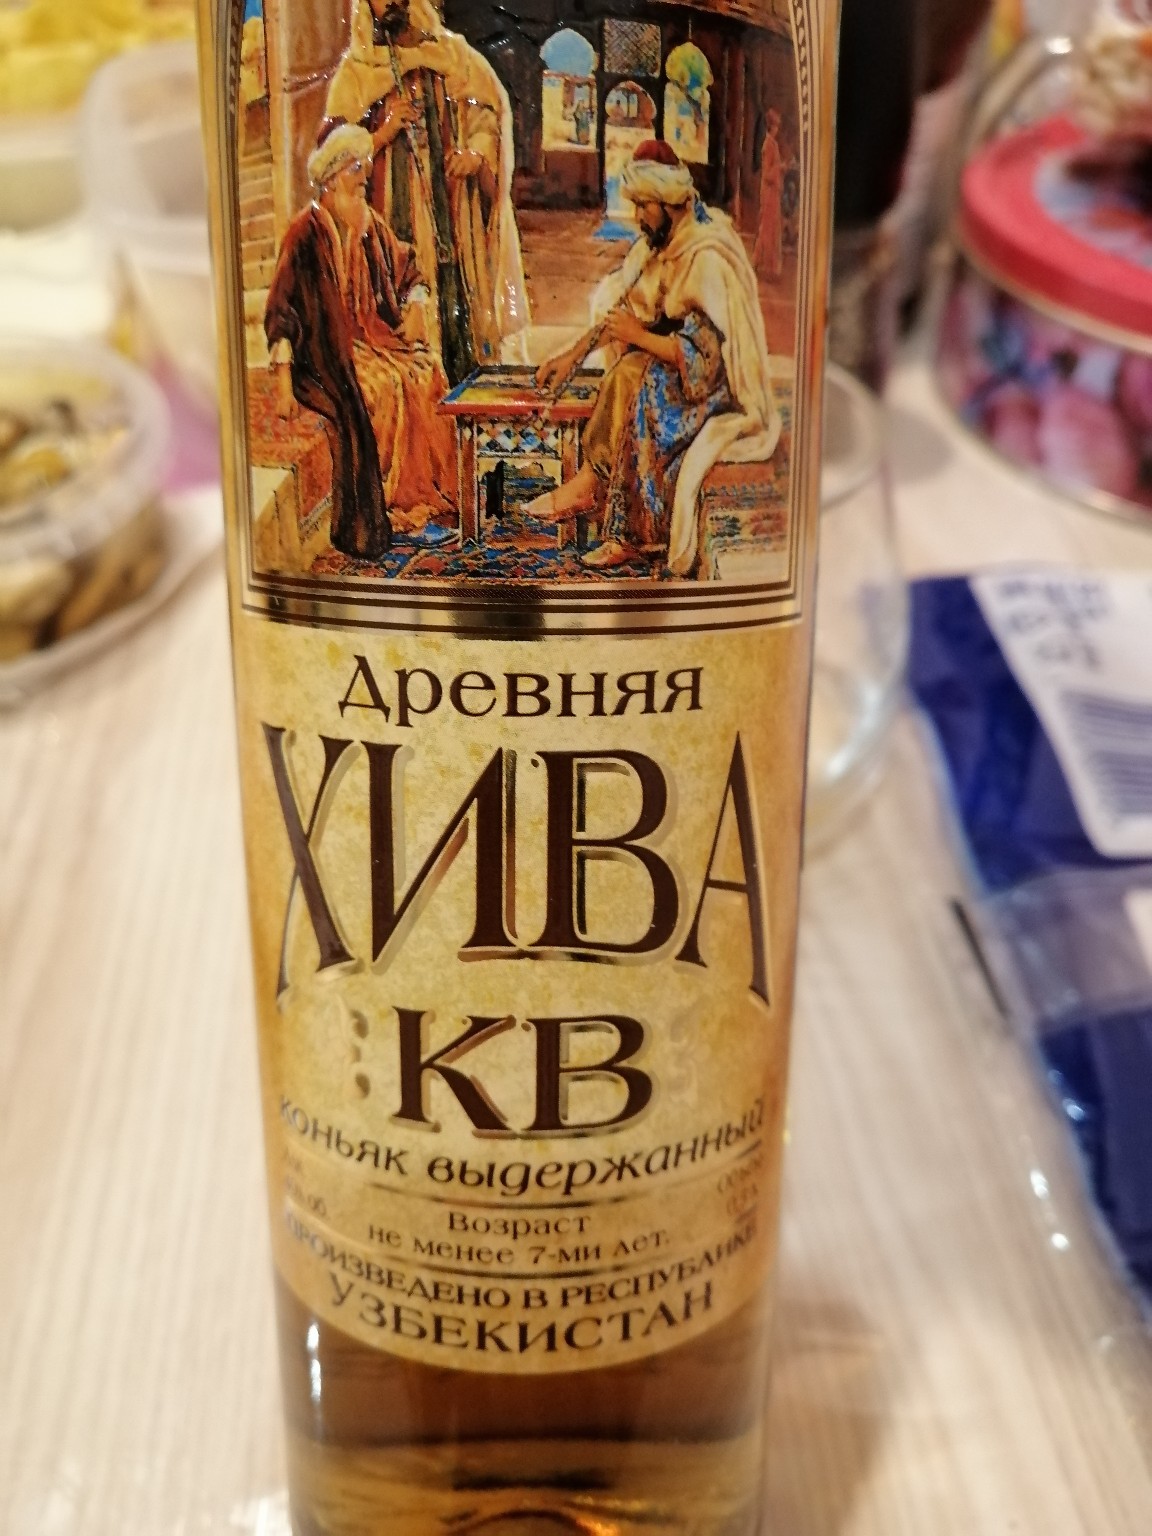 Древняя
ХИВА
КВ
коньяк выдержанный
Возраст
не менее 7-ми лет.
ПРОИЗВЕДЕНО В РЕСПУБЛИКЕ
УЗБЕКИСТАН